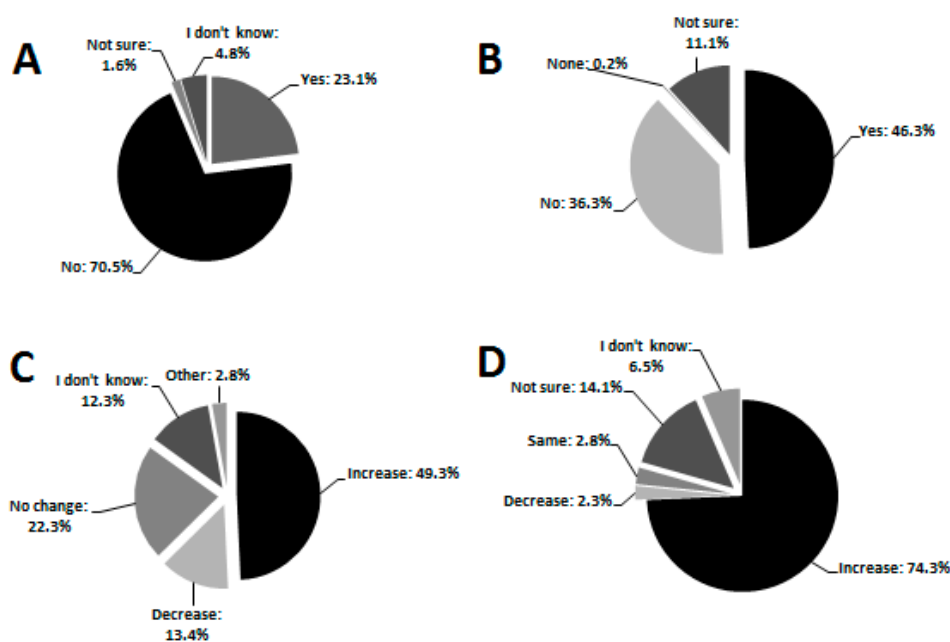 A
Not sure:
1.6%
I don't know:
4.8%
Yes: 23.1%
No: 70.5%
B
Not sure:
11.1%
None: 0.2%
Yes: 46.3%
No: 36.3%
C
I don't know:
12.3%
Other: 2.8%
Increase: 49.3%
No change:
22.3%
Decrease:
13.4%
D
I don't know:
6.5%
Not sure: 14.1%
Same: 2.8%
Decrease: 2.3%
Increase: 74.3%